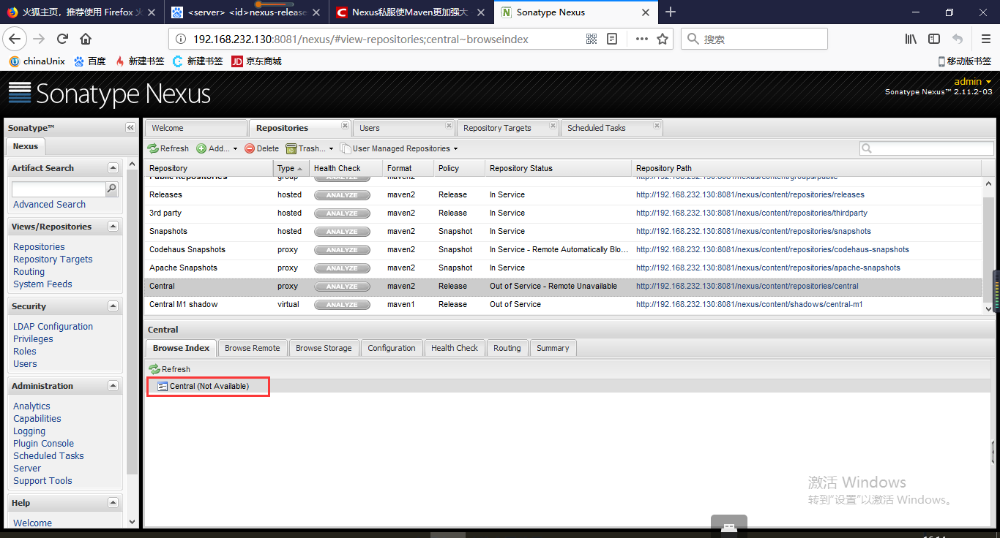 火狐主页，推荐使用 Firefox 火
<server> <id>nexus-release
Nexus私服使Maven更加强大
Sonatype Nexus
192.168.232.130:8081/nexus/#view-repositories;central~browseindex
搜索
chinaUnix 百度 新建书签 新建书签 京东商城 移动版书签
Sonatype Nexus
admin
Sonatype Nexus™ 2.11.2-03
Sonatype™
Nexus
Artifact Search
Advanced Search
Views/Repositories
Repositories
Repository Targets
Routing
System Feeds
Security
LDAP Configuration
Privileges
Roles
Users
Administration
Analytics
Capabilities
Logging
Plugin Console
Scheduled Tasks
Server
Support Tools
Help
Welcome
Welcome Repositories Users Repository Targets Scheduled Tasks
Refresh Add... Delete Trash... User Managed Repositories
Repository Type Health Check Format Policy Repository Status Repository Path
Public Repositories group ANALYZE maven2 http://192.168.232.130:8081/nexus/content/groups/public
Releases hosted ANALYZE maven2 Release In Service http://192.168.232.130:8081/nexus/content/repositories/releases
3rd party hosted ANALYZE maven2 Release In Service http://192.168.232.130:8081/nexus/content/repositories/thirdparty
Snapshots hosted ANALYZE maven2 Snapshot In Service http://192.168.232.130:8081/nexus/content/repositories/snapshots
Codehaus Snapshots proxy ANALYZE maven2 Snapshot In Service - Remote Automatically Blo... http://192.168.232.130:8081/nexus/content/repositories/codehaus-snapshots
Apache Snapshots proxy ANALYZE maven2 Snapshot In Service http://192.168.232.130:8081/nexus/content/repositories/apache-snapshots
Central proxy ANALYZE maven2 Release Out of Service - Remote Unavailable http://192.168.232.130:8081/nexus/content/repositories/central
Central M1 shadow virtual ANALYZE maven1 Release Out of Service http://192.168.232.130:8081/nexus/content/shadows/central-m1
Central
Browse Index Browse Remote Browse Storage Configuration Health Check Routing Summary
Refresh
Central (Not Available)
激活 Windows
转到"设置"以激活 Windows。